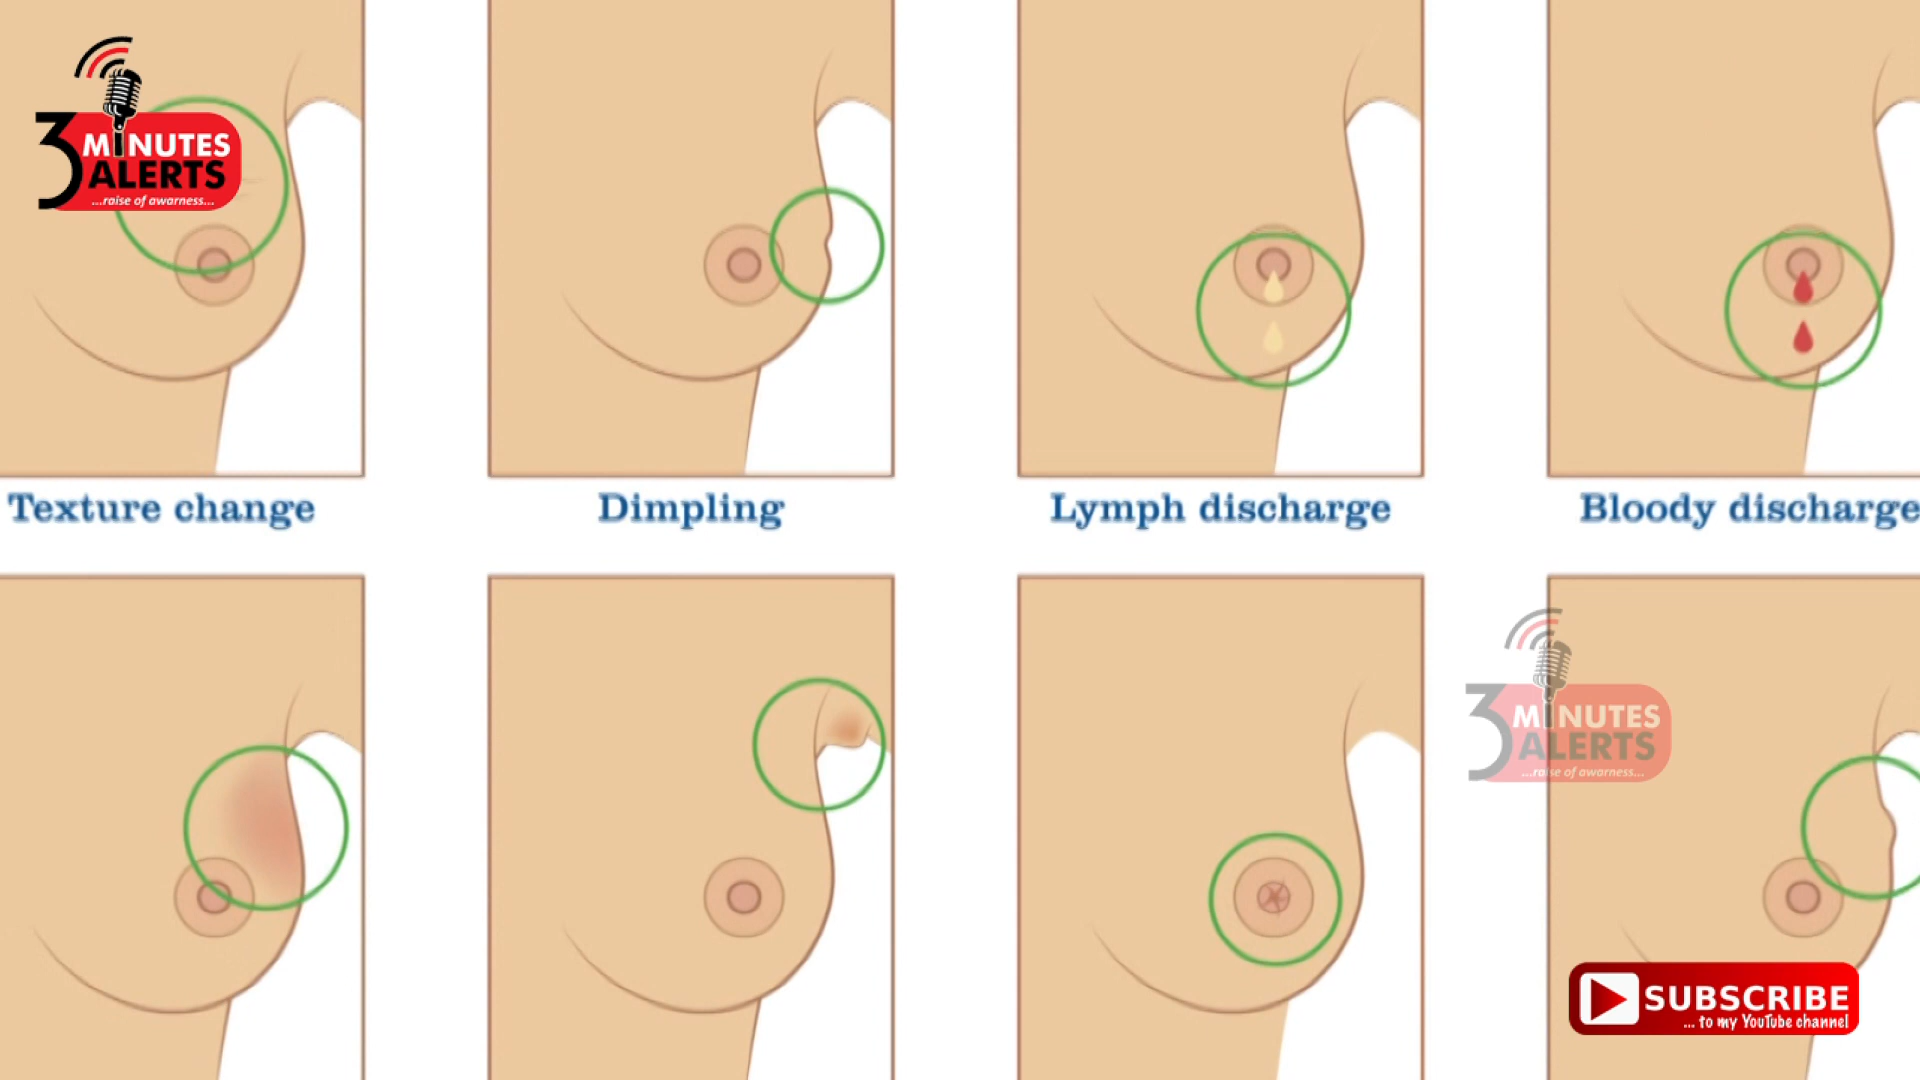 3 MINUTES
ALERTS
...raise of awarness...
Texture change
Dimpling
Lymph discharge
Bloody discharge
3 MINUTES
ALERTS
...raise of awarness...
SUBSCRIBE
... to my YouTube channel